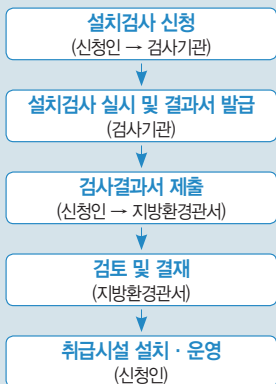 설치검사 신청
(신청인 → 검사기관)
설치검사 실시 및 결과서 발급
(검사기관)
검사결과서 제출
(신청인 → 지방환경관서)
검토 및 결재
(지방환경관서)
취급시설 설치 · 운영
(신청인)